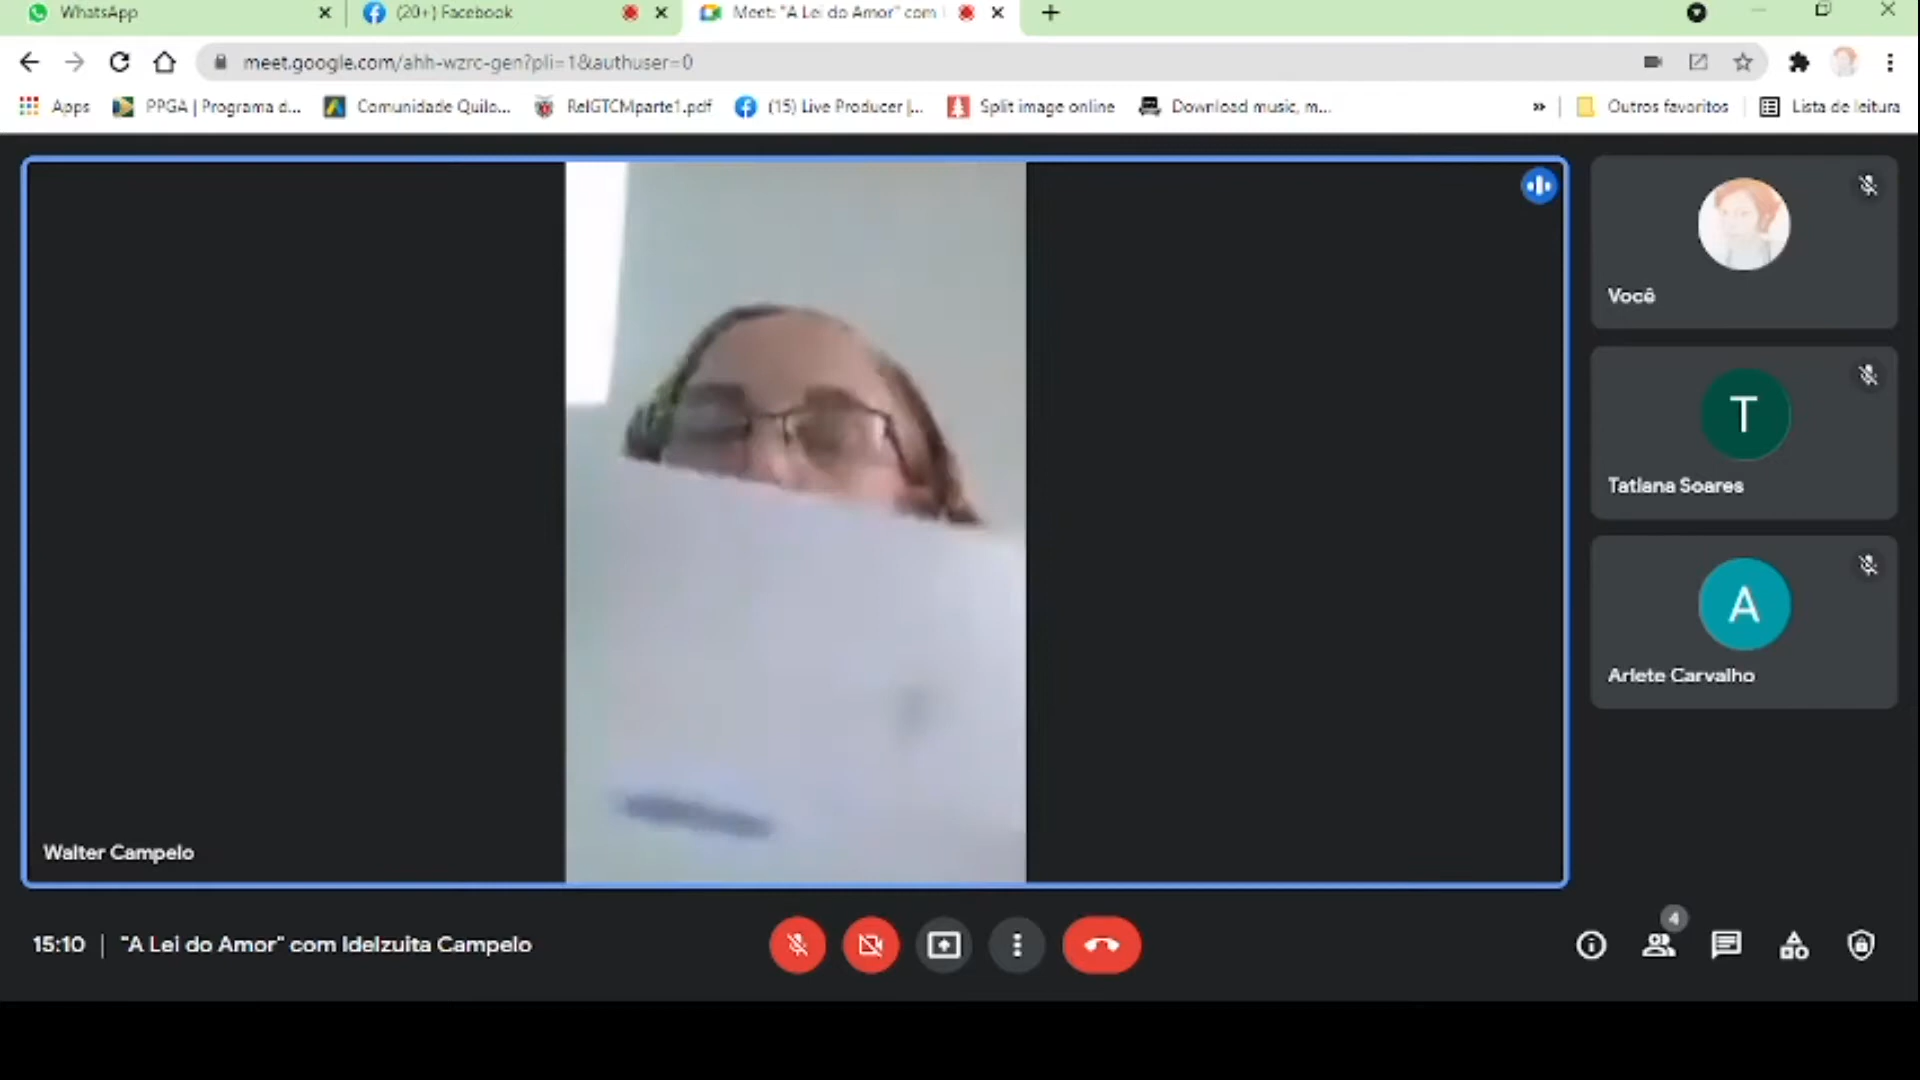 WhatsApp
(20+) Facebook
Meet: "A Lei do Amor" com
meet.google.com/ahh-wzrc-gen?pli=1&authuser=0
Apps
PPGA | Programa d...
Comunidade Quilo...
RelGTCMparte1.pdf
(15) Live Producer |...
Split image online
Download music, m...
»
Outros favoritos
Lista de leitura
Você
T
Tatiana Soares
A
Arlete Carvalho
Walter Campelo
15:10 | "A Lei do Amor" com Idelzuita Campelo
4